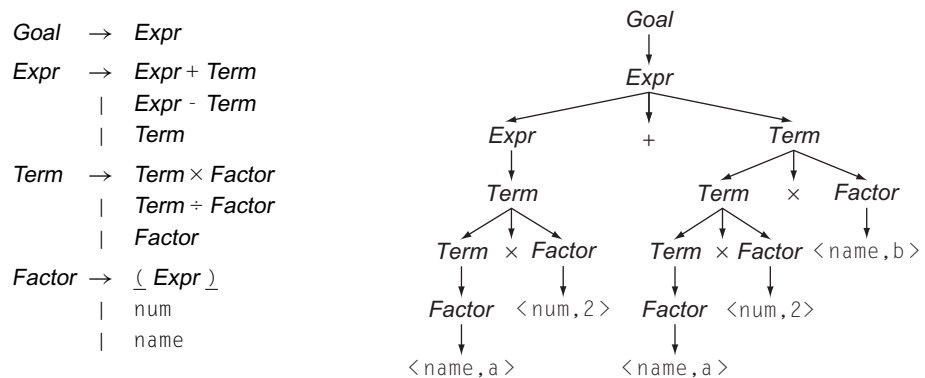 Goal → Expr
Expr → Expr + Term
| Expr - Term
| Term
Term → Term × Factor
| Term ÷ Factor
| Factor
Factor → ( Expr )
| num
| name
Goal
Expr
Expr + Term
Term Term × Factor
Term × Factor Term × Factor <name,b>
Factor <num,2> Factor <num,2>
<name,a> <name,a>